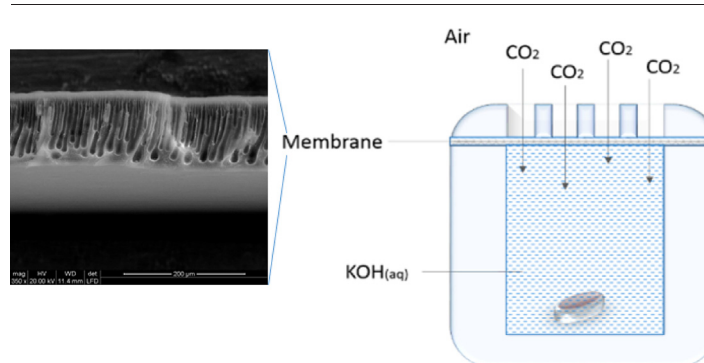 Air
CO2
CO2
CO2
CO2
Membrane
KOH(aq)
mag HV WD det
350 x 20.00 kV 11.4 mm LFD
200 µm